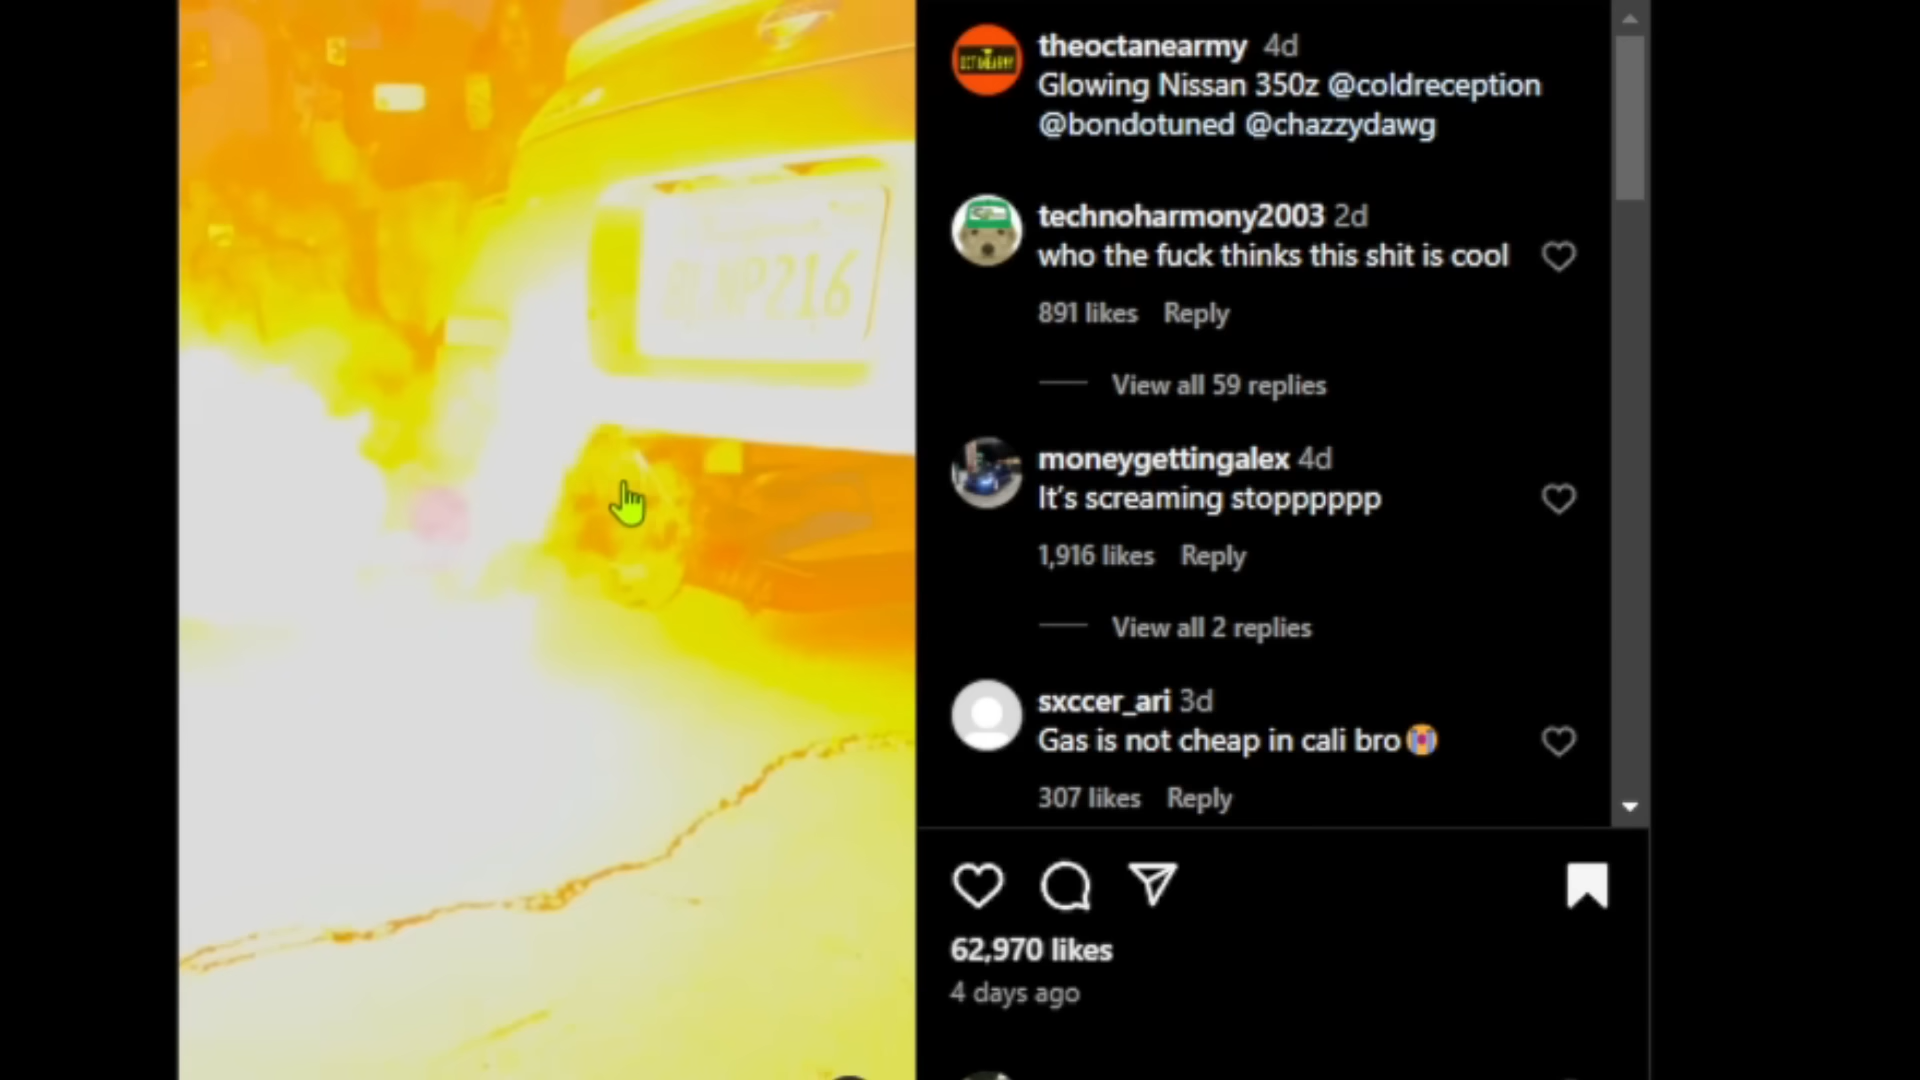 theoctanearmy 4d
Glowing Nissan 350z @coldreception
@bondotuned @chazzydawg
technoharmony2003 2d
who the fuck thinks this shit is cool
891 likes Reply
View all 59 replies
moneygettingalex 4d
It's screaming stopppppp
1,916 likes Reply
View all 2 replies
sxccer_ari 3d
Gas is not cheap in cali bro😭
307 likes Reply
62,970 likes
4 days ago